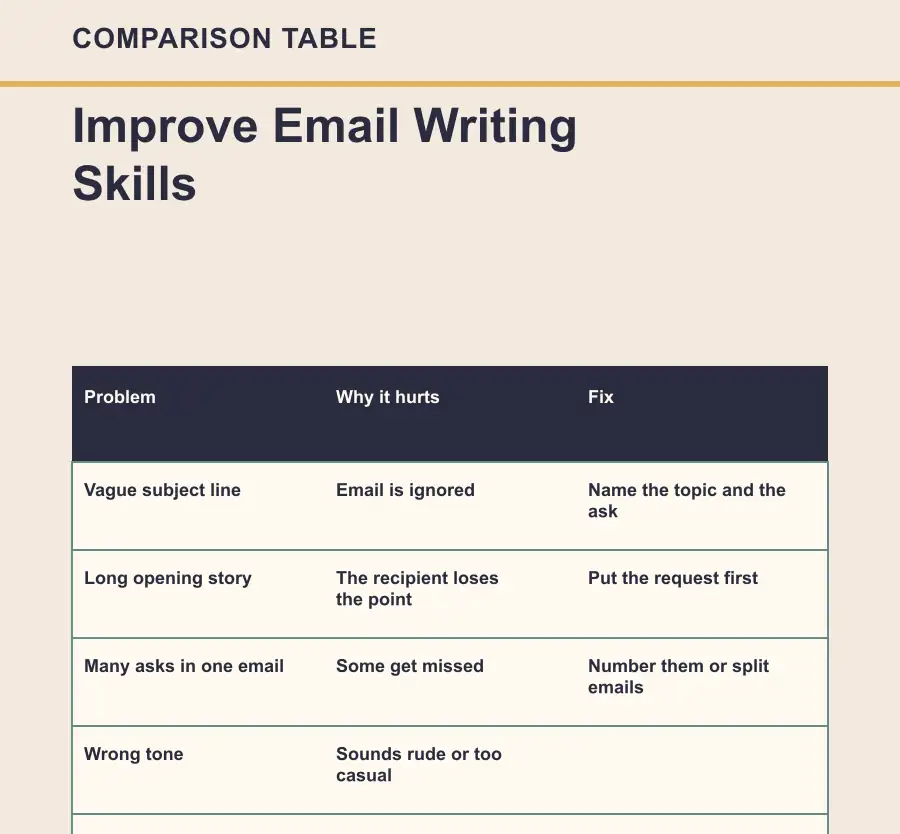 COMPARISON TABLE
Improve Email Writing
Skills
Problem
Why it hurts
Fix
Vague subject line
Email is ignored
Name the topic and the
ask
Long opening story
The recipient loses
the point
Put the request first
Many asks in one email
Some get missed
Number them or split
emails
Wrong tone
Sounds rude or too
casual